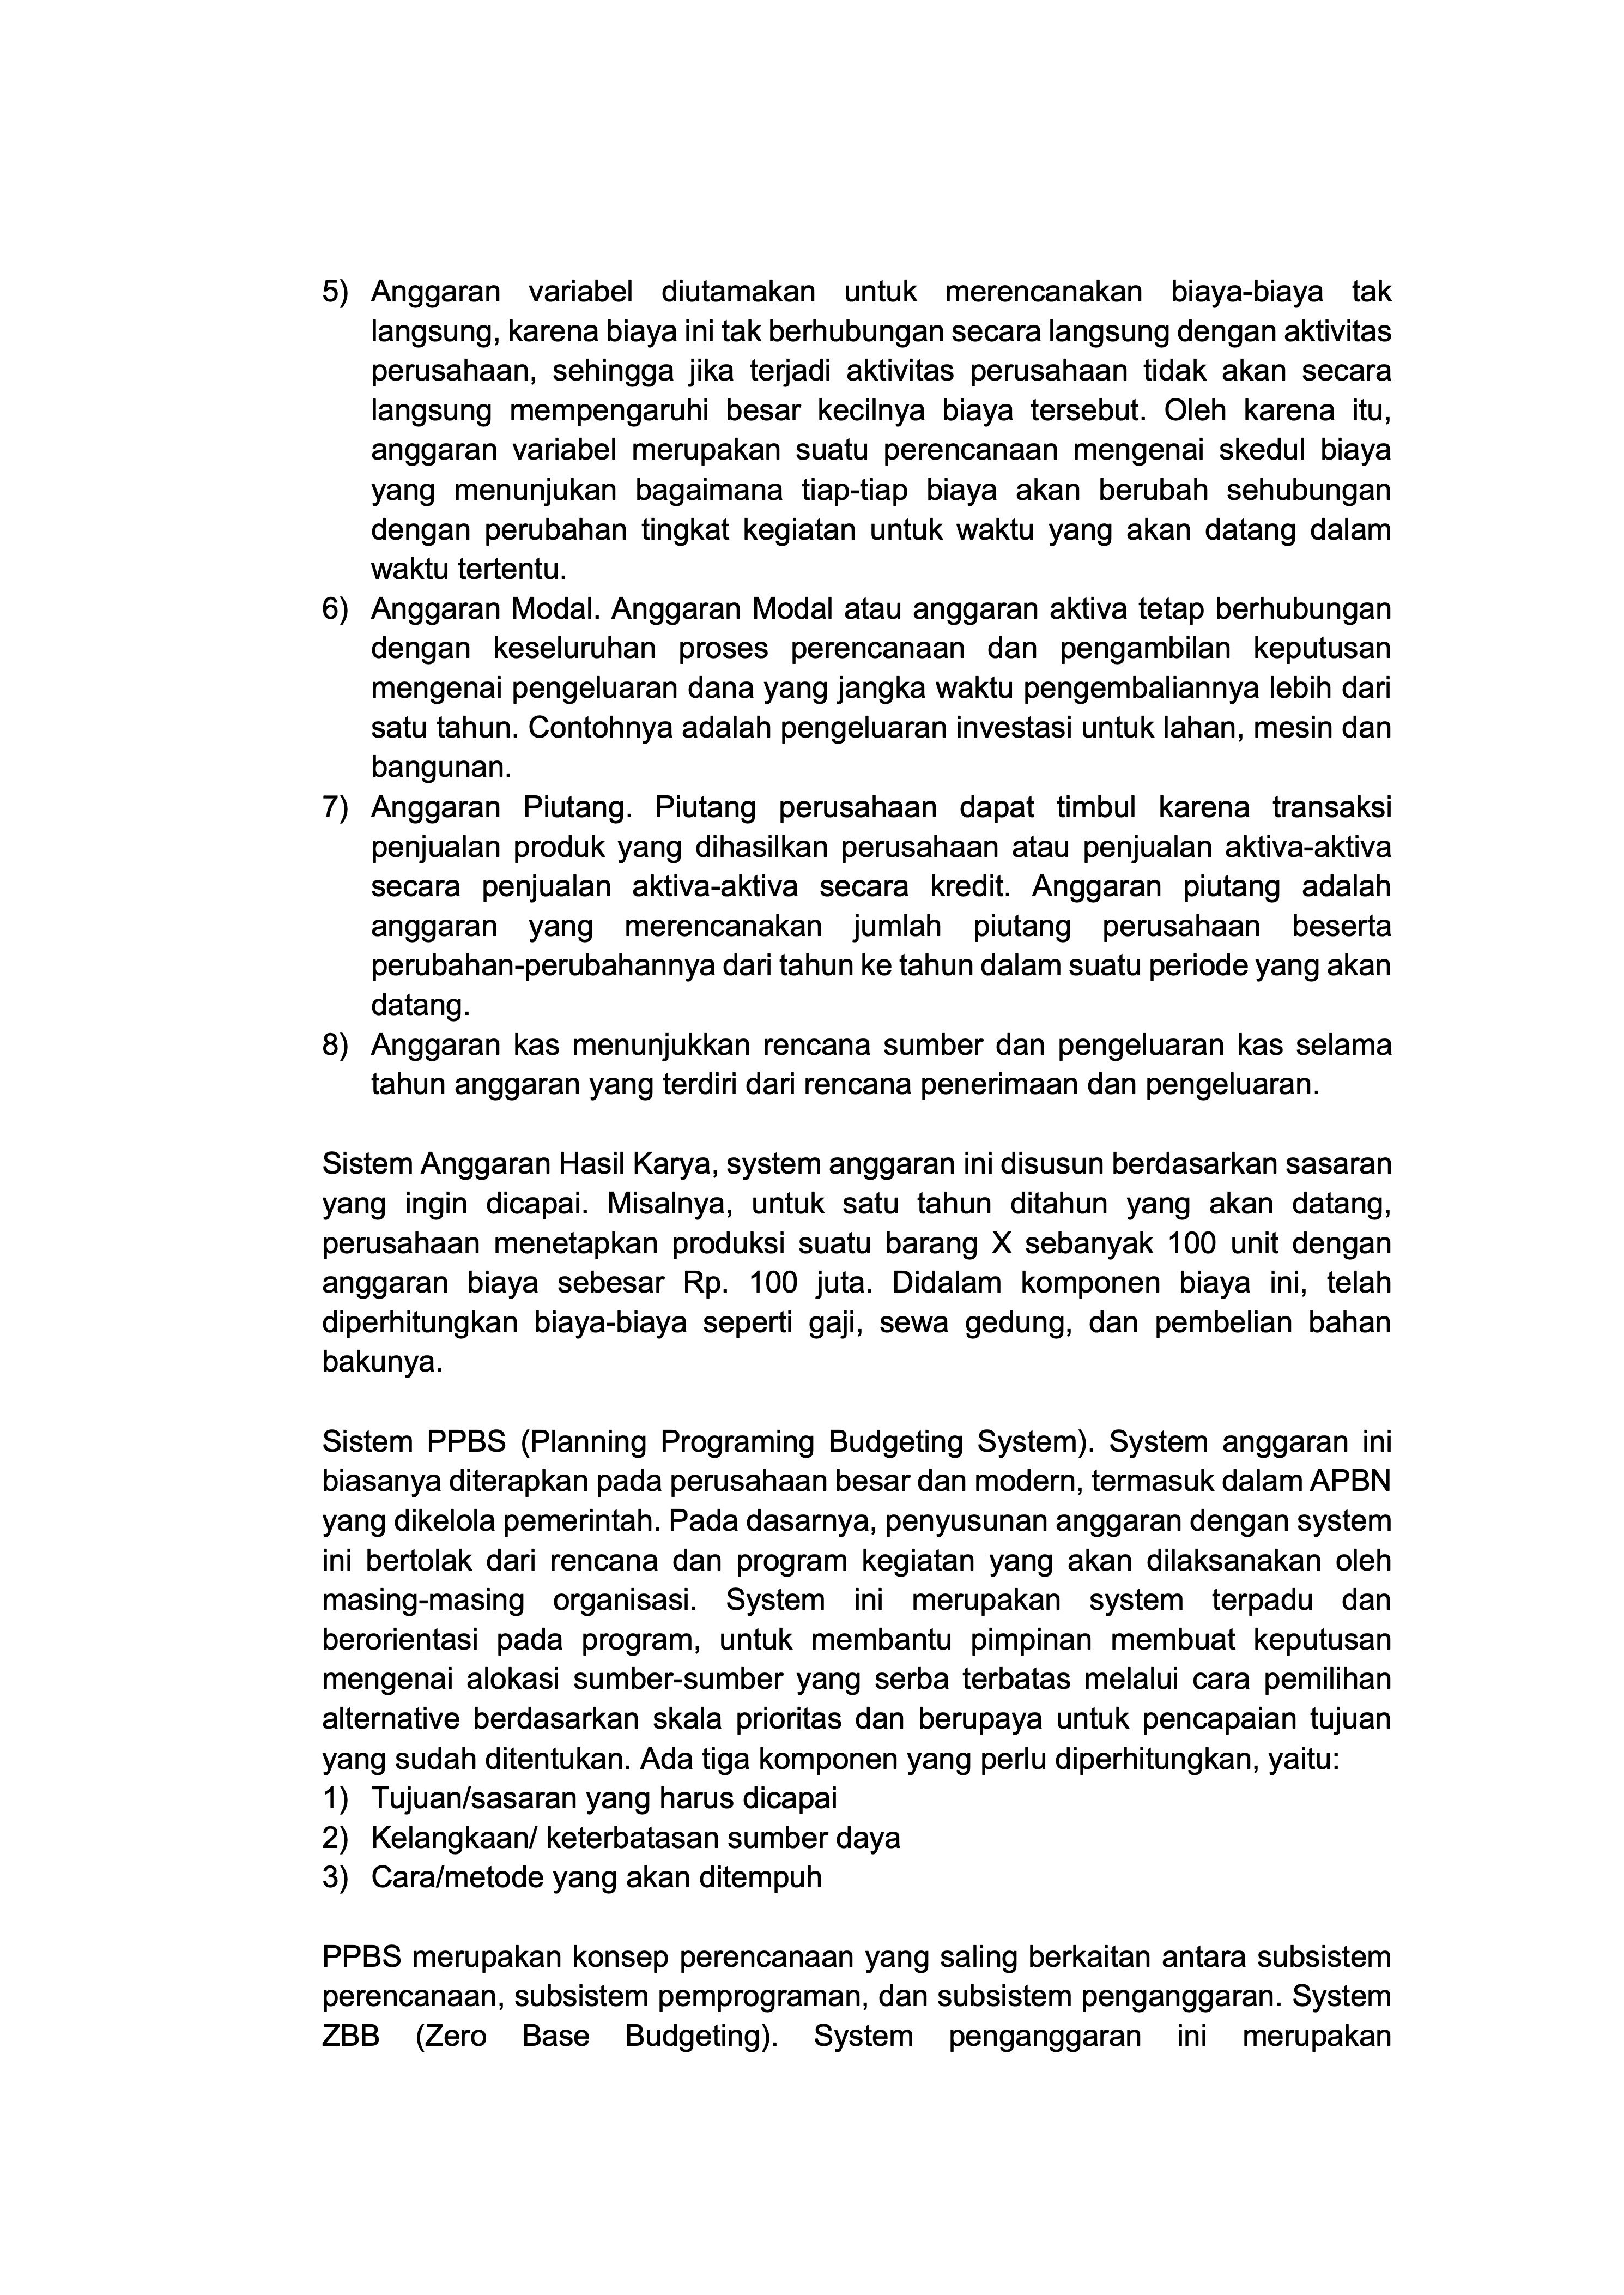 5) Anggaran variabel diutamakan untuk merencanakan biaya-biaya tak
langsung, karena biaya ini tak berhubungan secara langsung dengan aktivitas
perusahaan, sehingga jika terjadi aktivitas perusahaan tidak akan secara
langsung mempengaruhi besar kecilnya biaya tersebut. Oleh karena itu,
anggaran variabel merupakan suatu perencanaan mengenai skedul biaya
yang menunjukan bagaimana tiap-tiap biaya akan berubah sehubungan
dengan perubahan tingkat kegiatan untuk waktu yang akan datang dalam
waktu tertentu.
6) Anggaran Modal. Anggaran Modal atau anggaran aktiva tetap berhubungan
dengan keseluruhan proses perencanaan dan pengambilan keputusan
mengenai pengeluaran dana yang jangka waktu pengembaliannya lebih dari
satu tahun. Contohnya adalah pengeluaran investasi untuk lahan, mesin dan
bangunan.
7) Anggaran Piutang. Piutang perusahaan dapat timbul karena transaksi
penjualan produk yang dihasilkan perusahaan atau penjualan aktiva-aktiva
secara penjualan aktiva-aktiva secara kredit. Anggaran piutang adalah
anggaran yang merencanakan jumlah piutang perusahaan beserta
perubahan-perubahannya dari tahun ke tahun dalam suatu periode yang akan
datang.
8) Anggaran kas menunjukkan rencana sumber dan pengeluaran kas selama
tahun anggaran yang terdiri dari rencana penerimaan dan pengeluaran.
Sistem Anggaran Hasil Karya, system anggaran ini disusun berdasarkan sasaran
yang ingin dicapai. Misalnya, untuk satu tahun ditahun yang akan datang,
perusahaan menetapkan produksi suatu barang X sebanyak 100 unit dengan
anggaran biaya sebesar Rp. 100 juta. Didalam komponen biaya ini, telah
diperhitungkan biaya-biaya seperti gaji, sewa gedung, dan pembelian bahan
bakunya.
Sistem PPBS (Planning Programing Budgeting System). System anggaran ini
biasanya diterapkan pada perusahaan besar dan modern, termasuk dalam APBN
yang dikelola pemerintah. Pada dasarnya, penyusunan anggaran dengan system
ini bertolak dari rencana dan program kegiatan yang akan dilaksanakan oleh
masing-masing organisasi. System ini merupakan system terpadu dan
berorientasi pada program, untuk membantu pimpinan membuat keputusan
mengenai alokasi sumber-sumber yang serba terbatas melalui cara pemilihan
alternative berdasarkan skala prioritas dan berupaya untuk pencapaian tujuan
yang sudah ditentukan. Ada tiga komponen yang perlu diperhitungkan, yaitu:
1) Tujuan/sasaran yang harus dicapai
2) Kelangkaan/ keterbatasan sumber daya
3) Cara/metode yang akan ditempuh
PPBS merupakan konsep perencanaan yang saling berkaitan antara subsistem
perencanaan, subsistem pemprograman, dan subsistem penganggaran. System
ZBB (Zero Base Budgeting). System penganggaran ini merupakan